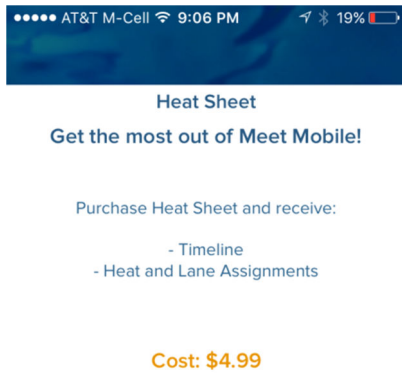 ●●●●● AT&T M-Cell 9:06 PM 19%
Heat Sheet
Get the most out of Meet Mobile!
Purchase Heat Sheet and receive:
- Timeline
- Heat and Lane Assignments
Cost: $4.99